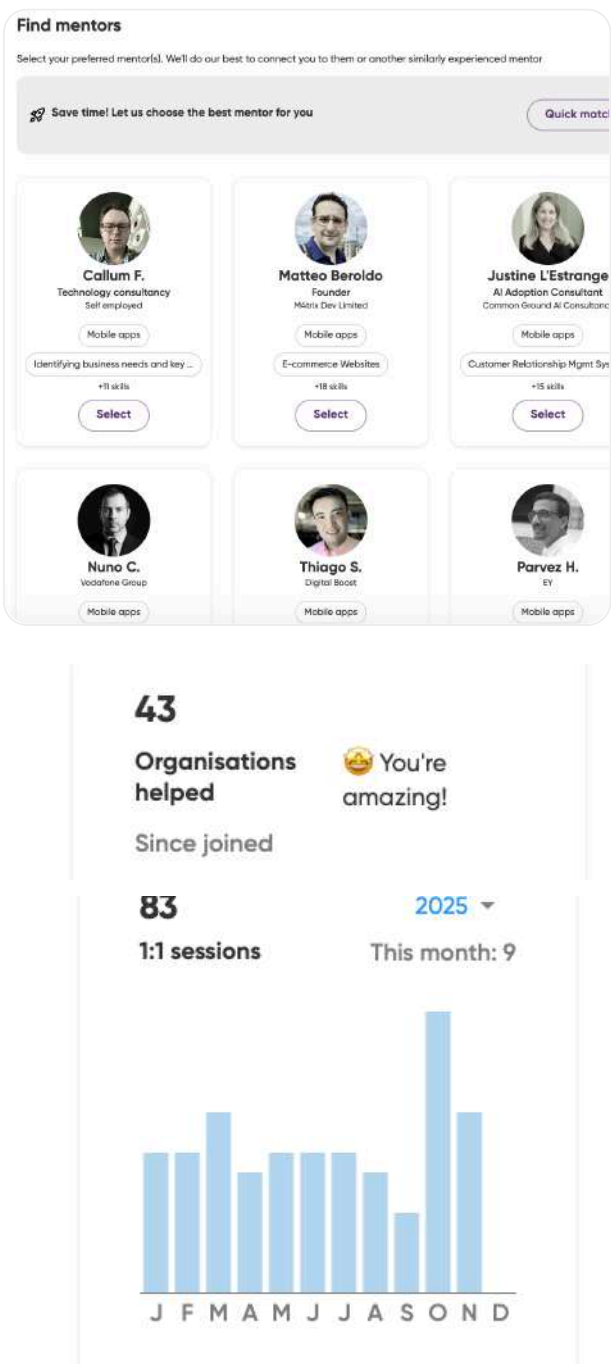 Find mentors
Select your preferred mentor(s). We'll do our best to connect you to them or another similarly experienced mentor
Save time! Let us choose the best mentor for you
Quick matc
Callum F.
Technology consultancy
Self employed
Mobile apps
Identifying business needs and key ...
+11 skills
Select
Matteo Beroldo
Founder
M4trix Dev Limited
Mobile apps
E-commerce Websites
+18 skills
Select
Justine L'Estrange
AI Adoption Consultant
Common Ground AI Consultanc
Mobile apps
Customer Relationship Mgmt Sys
+15 skills
Select
Nuno C.
Vodafone Group
Mobile apps
Thiago S.
Digital Boost
Mobile apps
Parvez H.
EY
Mobile apps
43
Organisations
helped
Since joined
🤩 You're
amazing!
83
1:1 sessions
2025
This month: 9
J F M A M J J A S O N D